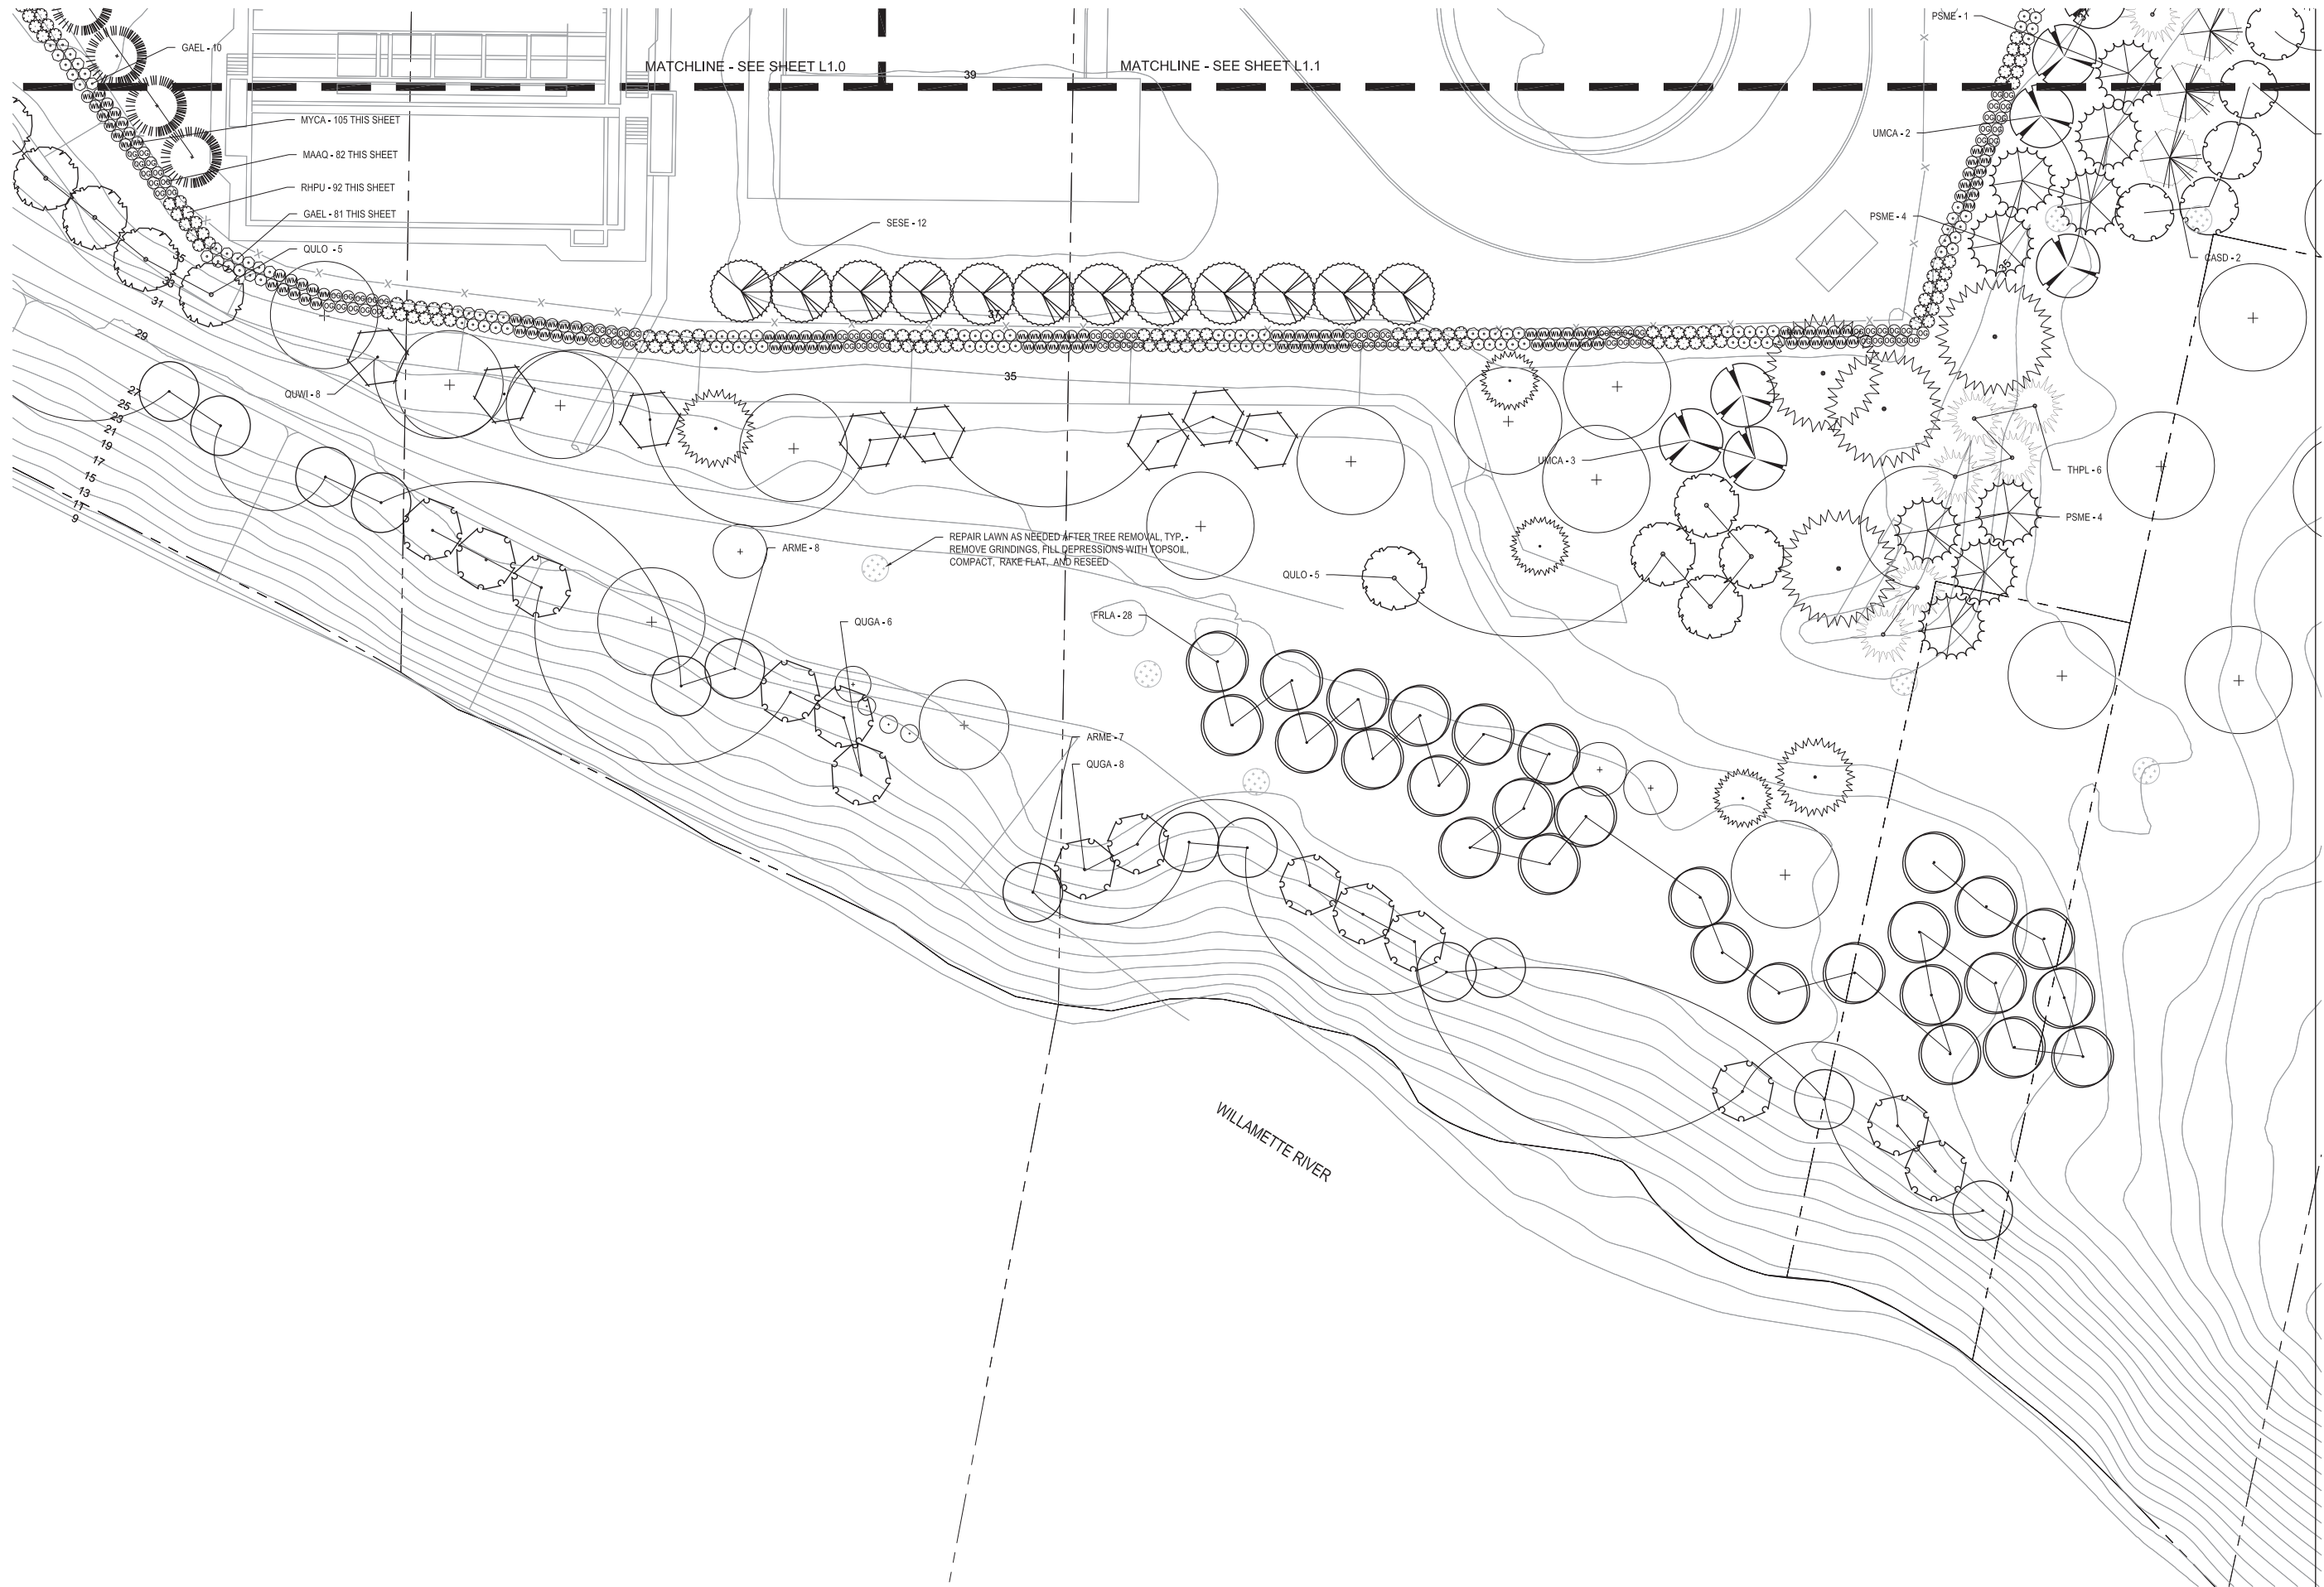 PSME - 1
GAEL - 10
MATCHLINE - SEE SHEET L1.0
39
MATCHLINE - SEE SHEET L1.1
MYCA - 105 THIS SHEET
UMCA - 2
MAAQ - 82 THIS SHEET
RHPU - 92 THIS SHEET
GAEL - 81 THIS SHEET
PSME - 4
SESE - 12
QULO - 5
CASD - 2
35
35
33
31
37
29
35
QUWI - 8
27
25
23
21
19
17
15
13
11
9
UMCA - 3
THPL - 6
PSME - 4
REPAIR LAWN AS NEEDED AFTER TREE REMOVAL, TYP. -
REMOVE GRINDINGS, FILL DEPRESSIONS WITH TOPSOIL,
COMPACT, RAKE FLAT, AND RESEED
ARME - 8
QULO - 5
FRLA - 28
QUGA - 6
ARME - 7
QUGA - 8
WILLAMETTE RIVER